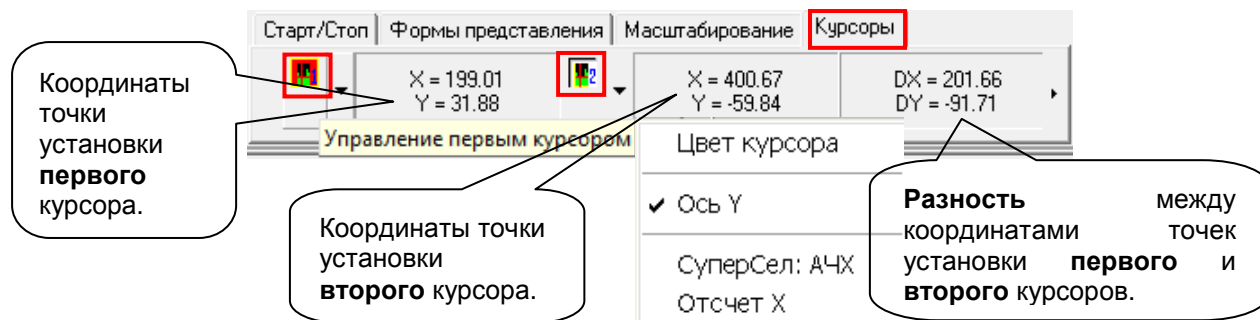 Старт/Стоп Формы представления Масштабирование Курсоры
1 X = 199.01 2 X = 400.67 DX = 201.66
Y = 31.88 Y = -59.84 DY = -91.71
Управление первым курсором
Цвет курсора
Ось Y
СуперСел: АЧХ
Отсчет X
Координаты
точки
установки
первого
курсора.
Координаты точки
установки
второго курсора.
Разность между
координатами точек
установки первого и
второго курсоров.